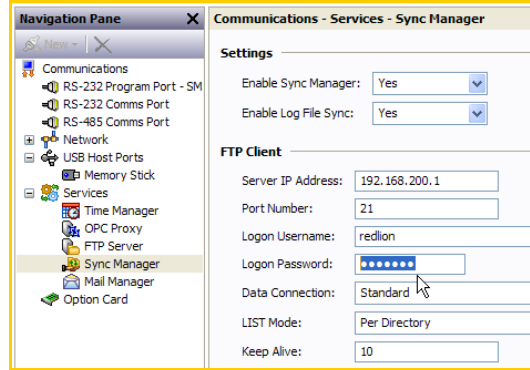 Navigation Pane X
New
Communications
RS-232 Program Port - SM
RS-232 Comms Port
RS-485 Comms Port
Network
USB Host Ports
Memory Stick
Services
Time Manager
OPC Proxy
FTP Server
Sync Manager
Mail Manager
Option Card
Communications - Services - Sync Manager
Settings
Enable Sync Manager: Yes
Enable Log File Sync: Yes
FTP Client
Server IP Address: 192.168.200.1
Port Number: 21
Logon Username: redlion
Logon Password: •••••••
Data Connection: Standard
LIST Mode: Per Directory
Keep Alive: 10